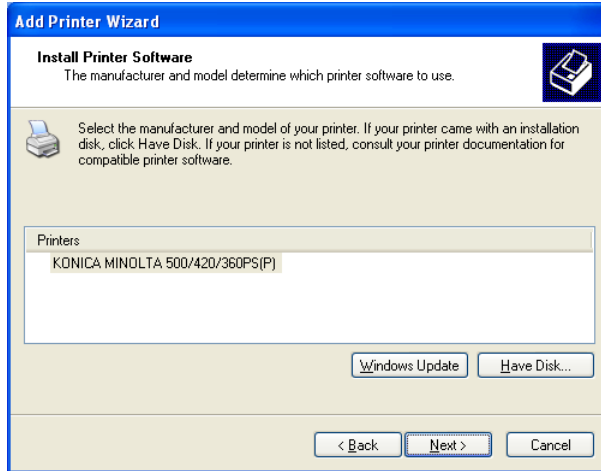 Add Printer Wizard
Install Printer Software
The manufacturer and model determine which printer software to use.
Select the manufacturer and model of your printer. If your printer came with an installation
disk, click Have Disk. If your printer is not listed, consult your printer documentation for
compatible printer software.
Printers
KONICA MINOLTA 500/420/360PS(P)
Windows Update Have Disk...
< Back Next > Cancel